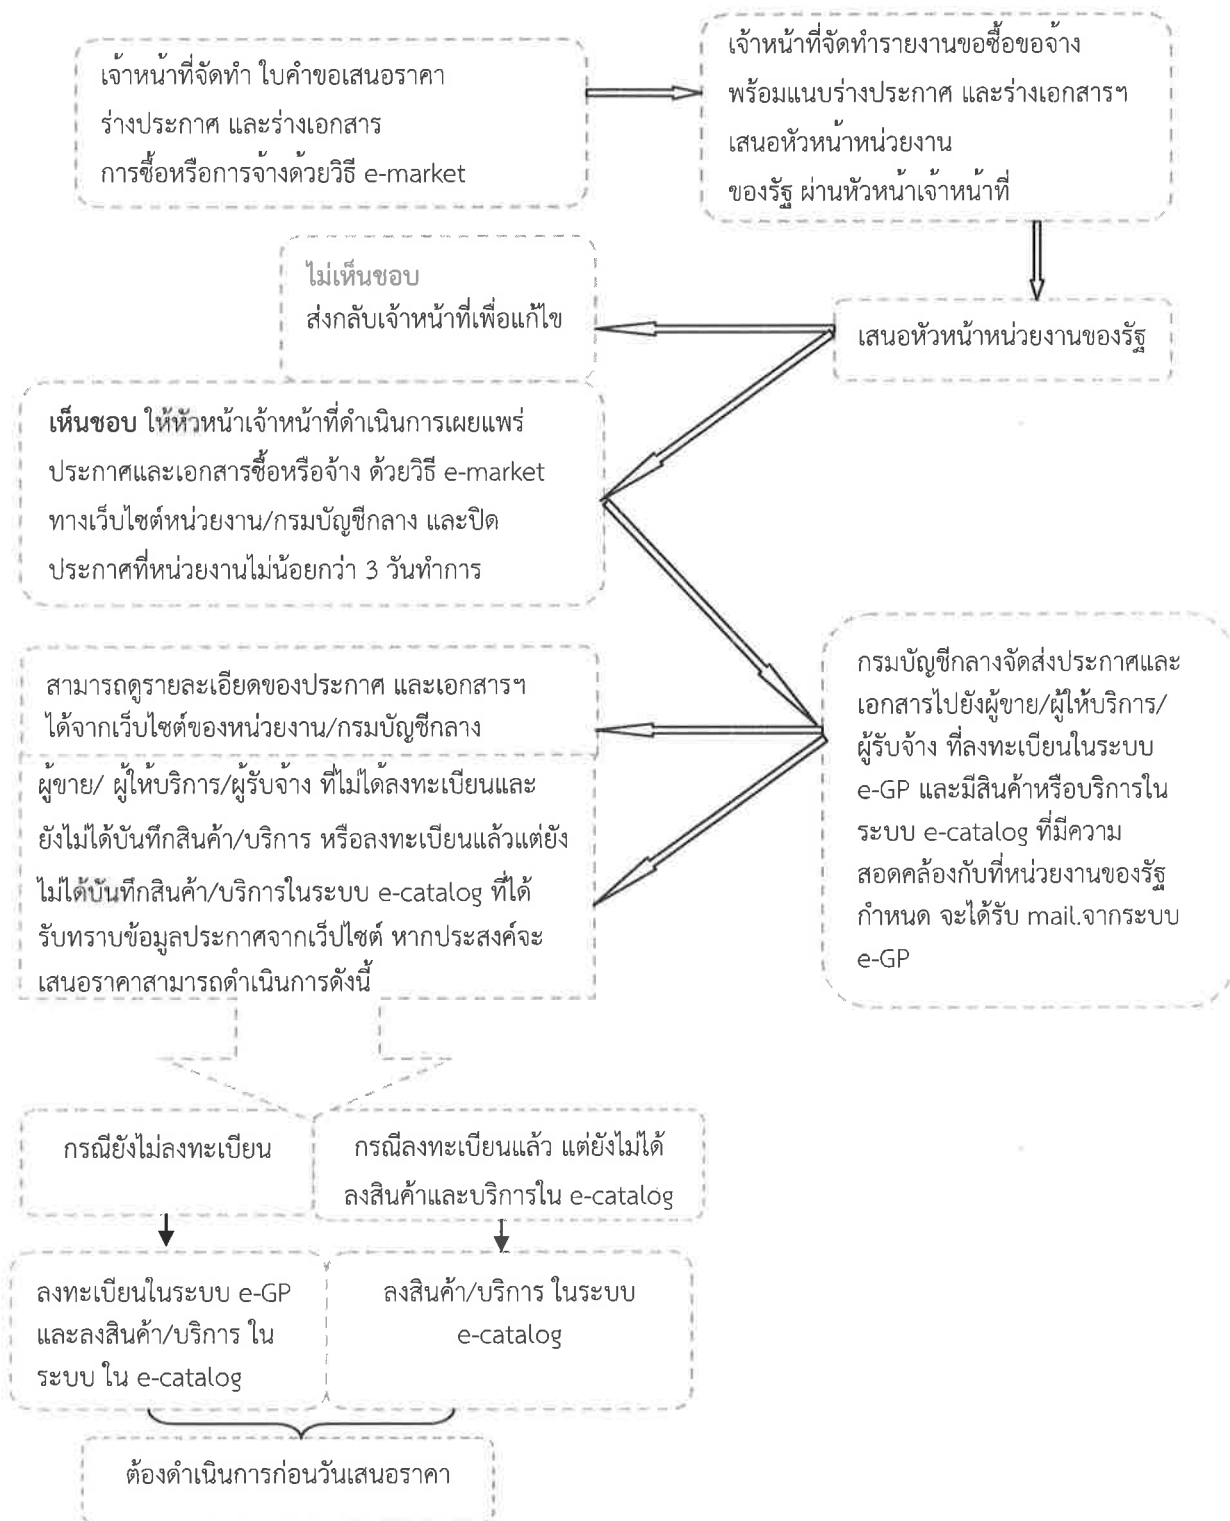 เจ้าหน้าที่จัดทำ ใบคำขอเสนอราคา
ร่างประกาศ และร่างเอกสาร
การซื้อหรือการจ้างด้วยวิธี e-market
เจ้าหน้าที่จัดทำรายงานขอซื้อขอจ้าง
พร้อมแนบร่างประกาศ และร่างเอกสารฯ
เสนอหัวหน้าหน่วยงาน
ของรัฐ ผ่านหัวหน้าเจ้าหน้าที่
เสนอหัวหน้าหน่วยงานของรัฐ
ไม่เห็นชอบ
ส่งกลับเจ้าหน้าที่เพื่อแก้ไข
เห็นชอบ ให้หัวหน้าเจ้าหน้าที่ดำเนินการเผยแพร่
ประกาศและเอกสารซื้อหรือจ้าง ด้วยวิธี e-market
ทางเว็บไซต์หน่วยงาน/กรมบัญชีกลาง และปิด
ประกาศที่หน่วยงานไม่น้อยกว่า 3 วันทำการ
กรมบัญชีกลางจัดส่งประกาศและ
เอกสารไปยังผู้ขาย/ผู้ให้บริการ/
ผู้รับจ้าง ที่ลงทะเบียนในระบบ
e-GP และมีสินค้าหรือบริการใน
ระบบ e-catalog ที่มีความ
สอดคล้องกับที่หน่วยงานของรัฐ
กำหนด จะได้รับ mail.จากระบบ
e-GP
สามารถดูรายละเอียดของประกาศ และเอกสารฯ
ได้จากเว็บไซต์ของหน่วยงาน/กรมบัญชีกลาง
ผู้ขาย/ ผู้ให้บริการ/ผู้รับจ้าง ที่ไม่ได้ลงทะเบียนและ
ยังไม่ได้บันทึกสินค้า/บริการ หรือลงทะเบียนแล้วแต่ยัง
ไม่ได้บันทึกสินค้า/บริการในระบบ e-catalog ที่ได้
รับทราบข้อมูลประกาศจากเว็ปไซต์ หากประสงค์จะ
เสนอราคาสามารถดำเนินการดังนี้
กรณียังไม่ลงทะเบียน
กรณีลงทะเบียนแล้ว แต่ยังไม่ได้
ลงสินค้าและบริการใน e-catalog
ลงทะเบียนในระบบ e-GP
และลงสินค้า/บริการ ใน
ระบบ ใน e-catalog
ลงสินค้า/บริการ ในระบบ
e-catalog
ต้องดำเนินการก่อนวันเสนอราคา